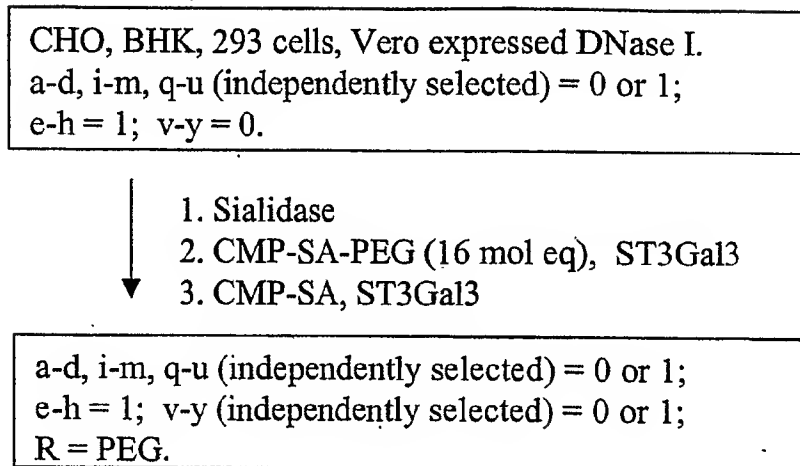 CHO, BHK, 293 cells, Vero expressed DNase I.
a-d, i-m, q-u (independently selected) = 0 or 1;
e-h = 1; v-y = 0.
1. Sialidase
2. CMP-SA-PEG (16 mol eq), ST3Gal3
3. CMP-SA, ST3Gal3
a-d, i-m, q-u (independently selected) = 0 or 1;
e-h = 1; v-y (independently selected) = 0 or 1;
R = PEG.